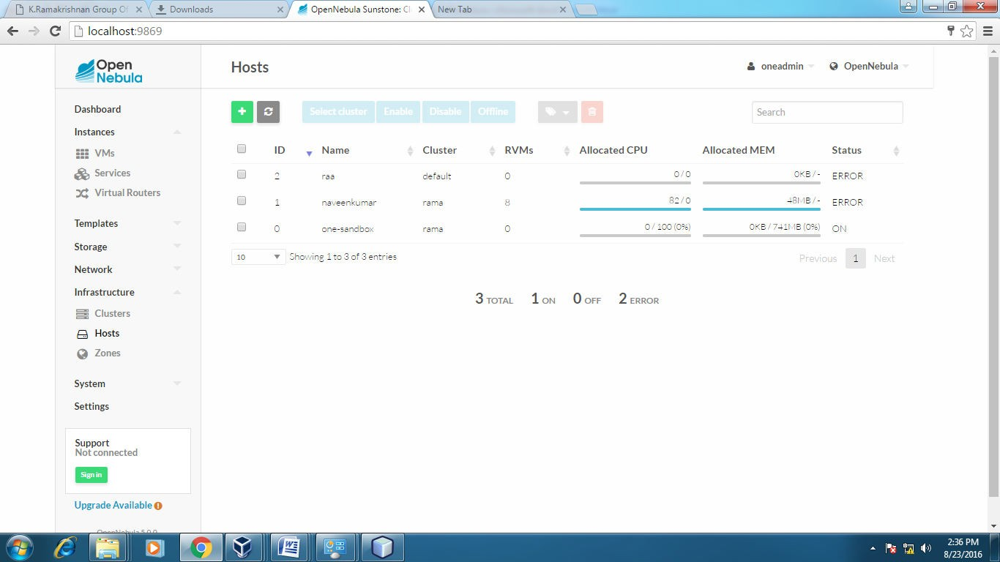 K.Ramakrishnan Group Of
Downloads
OpenNebula Sunstone: Cl
New Tab
localhost:9869
Open
Nebula
Hosts
oneadmin
OpenNebula
Dashboard
Instances
VMs
Services
Virtual Routers
Templates
Storage
Network
Infrastructure
Clusters
Hosts
Zones
System
Settings
Support
Not connected
Sign in
Upgrade Available
OpenNebula 5.0.0
Select cluster Enable Disable Offline
Search
ID Name Cluster RVMs Allocated CPU Allocated MEM Status
2 raa default 0 0 / 0 0KB / - ERROR
1 naveenkumar rama 8 82 / 0 48MB / - ERROR
0 one-sandbox rama 0 0 / 100 (0%) 0KB / 741MB (0%) ON
10 Showing 1 to 3 of 3 entries
Previous 1 Next
3 TOTAL 1 ON 0 OFF 2 ERROR
2:36 PM
8/23/2016